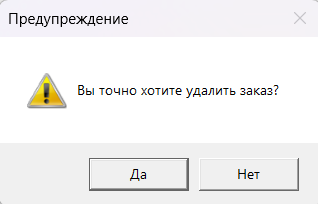 Предупреждение
Вы точно хотите удалить заказ?
Да
Нет